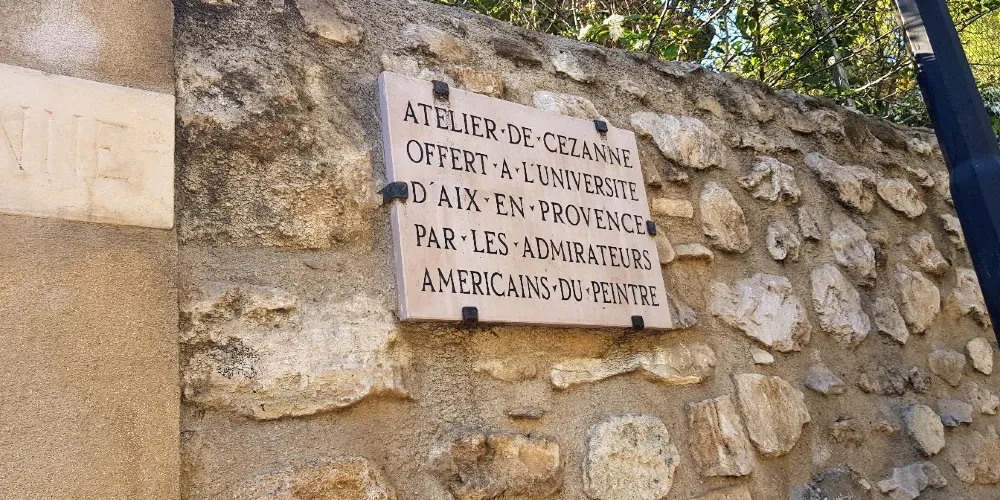 ATELIER·DE·CEZANNE
OFFERT·A·L'UNIVERSITE
D'AIX·EN·PROVENCE
PAR·LES·ADMIRATEURS
AMERICAINS·DU·PEINTRE